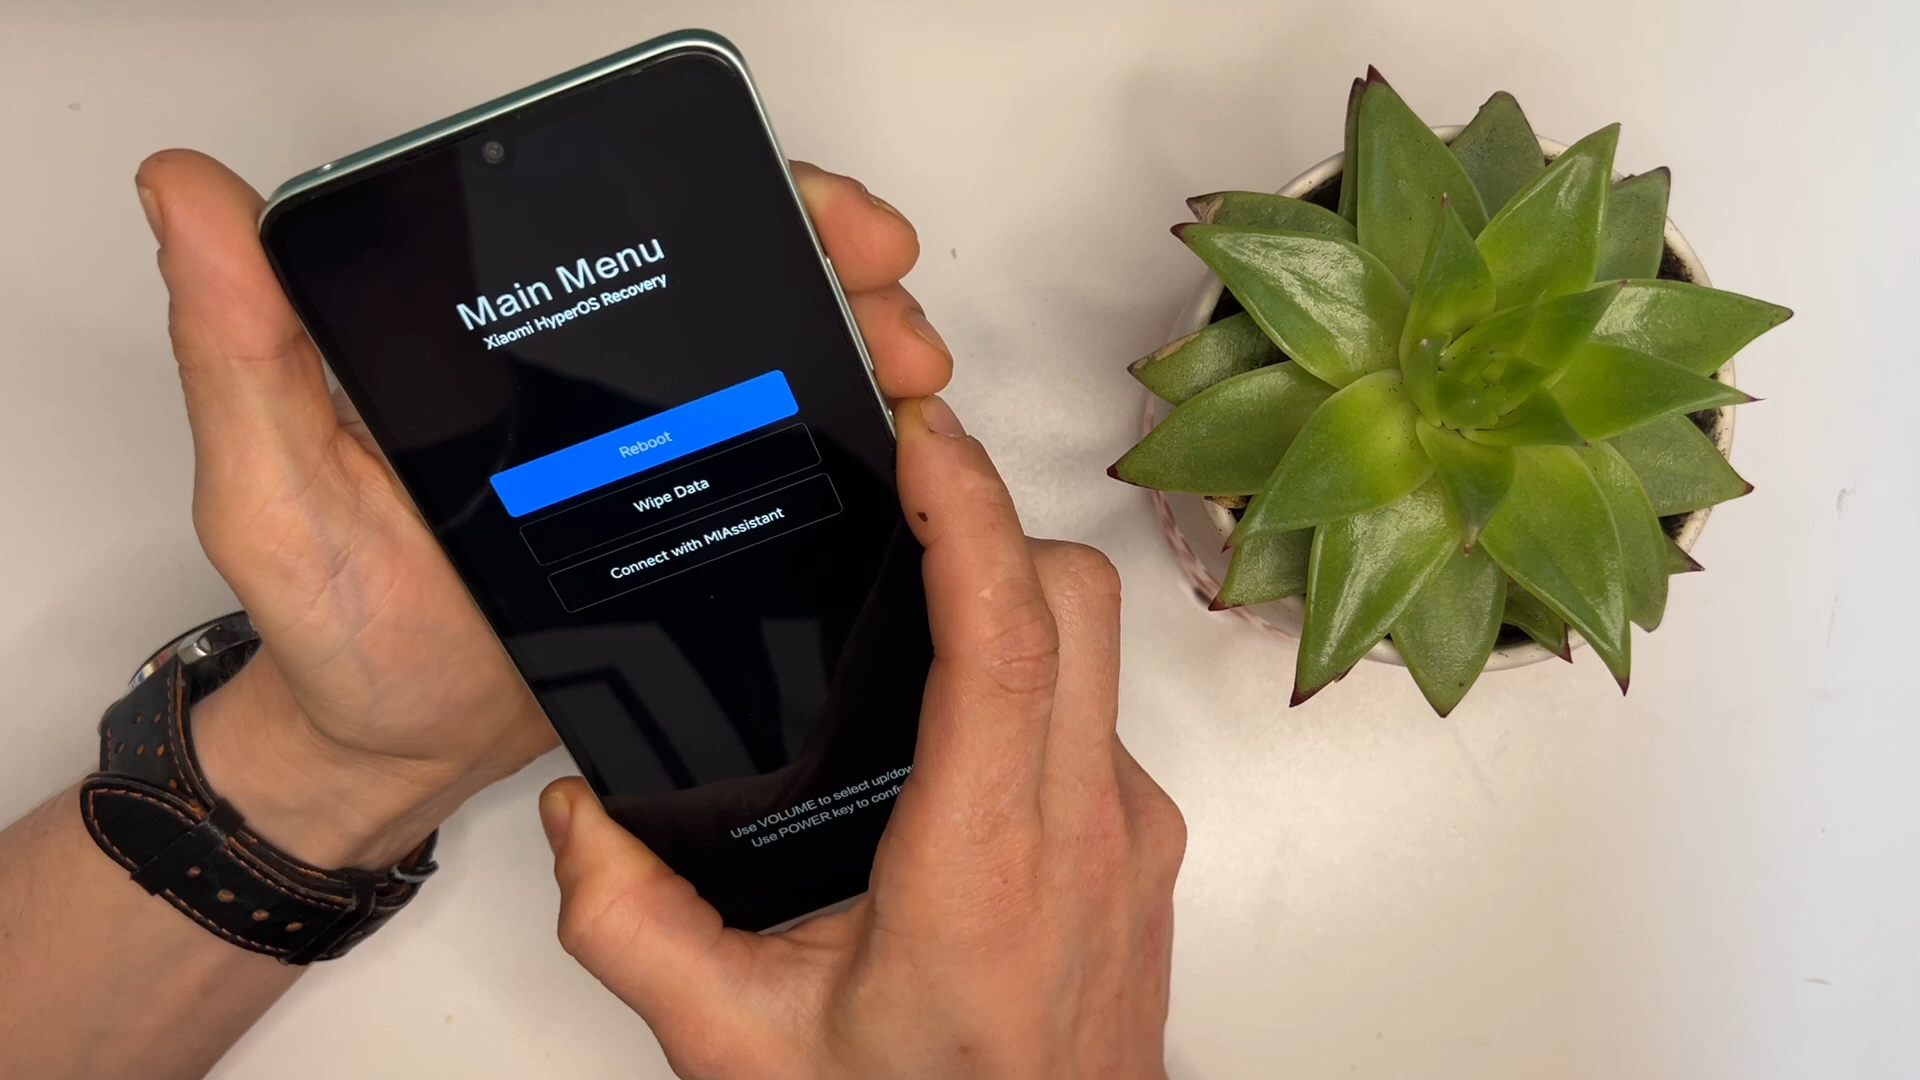 Main Menu
Xiaomi HyperOS Recovery
Reboot
Wipe Data
Connect with MIAssistant
Use VOLUME to select up/dow
Use POWER key to conf